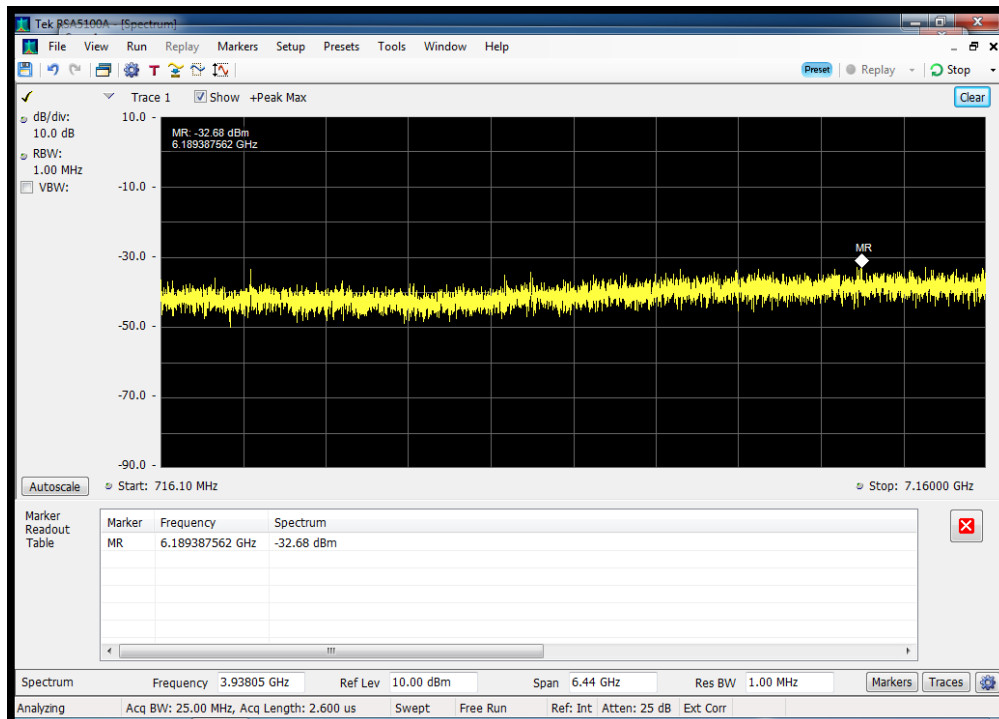 Tek RSA5100A - [Spectrum]
File View Run Replay Markers Setup Presets Tools Window Help
T Preset Replay Stop
Trace 1 Show +Peak Max Clear
dB/div:
10.0 dB
RBW:
1.00 MHz
VBW:
10.0
MR: -32.68 dBm
6.189387562 GHz
-10.0
MR
-30.0
-50.0
-70.0
-90.0
Autoscale Start: 716.10 MHz Stop: 7.16000 GHz
Marker
Readout
Table
Marker Frequency Spectrum
MR 6.189387562 GHz -32.68 dBm
Spectrum Frequency 3.93805 GHz Ref Lev 10.00 dBm Span 6.44 GHz Res BW 1.00 MHz Markers Traces
Analyzing Acq BW: 25.00 MHz, Acq Length: 2.600 us Swept Free Run Ref: Int Atten: 25 dB Ext Corr